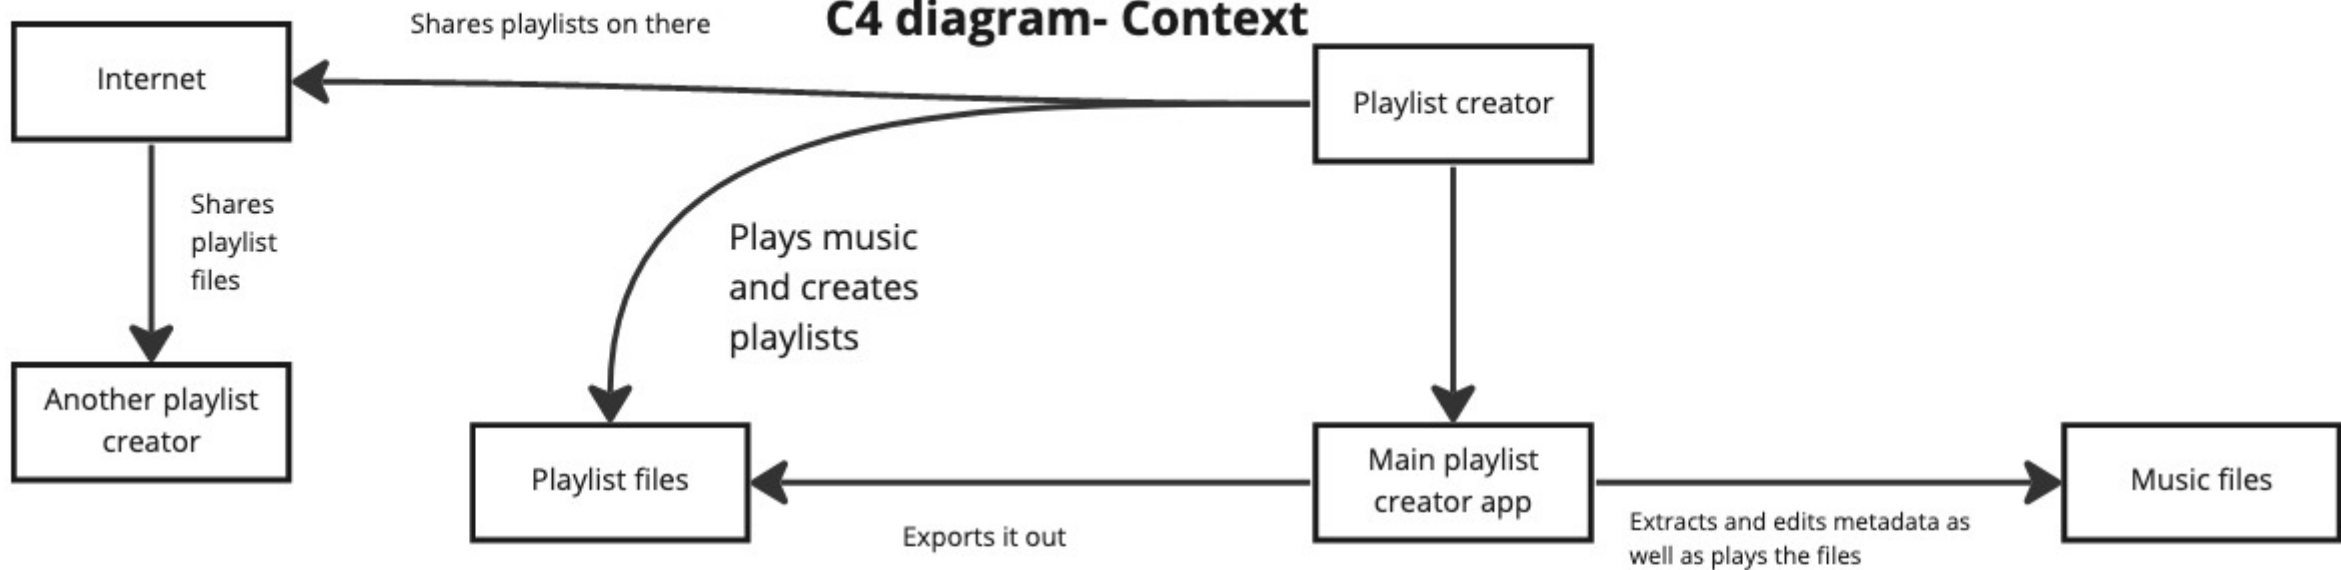 Shares playlists on there
C4 diagram- Context
Internet
Playlist creator
Shares
playlist
files
Plays music
and creates
playlists
Another playlist
creator
Playlist files
Main playlist
creator app
Music files
Exports it out
Extracts and edits metadata as
well as plays the files